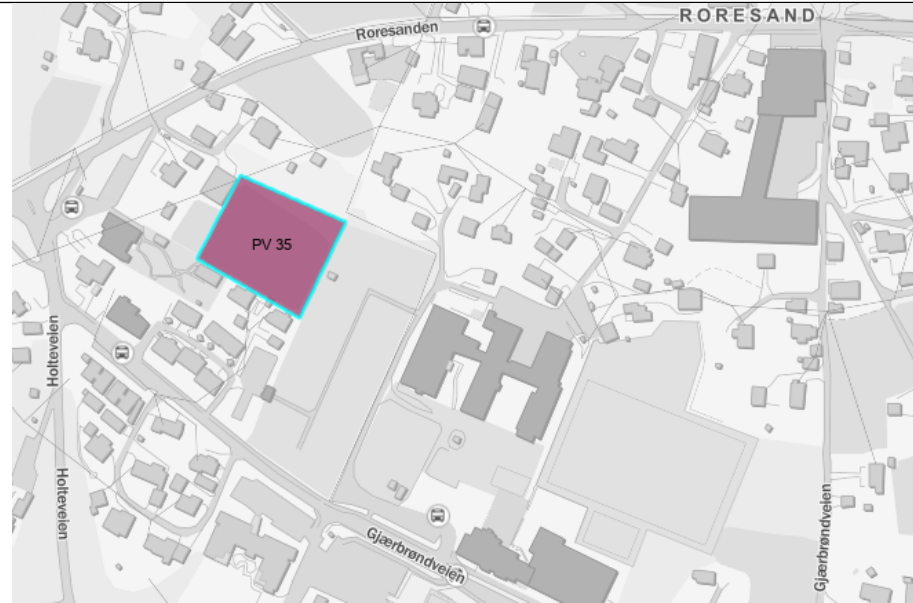 RORESAND
Roresanden
PV 35
Holteveien
Holteveien
Gjærbrøndveien
Gjærbrøndveien